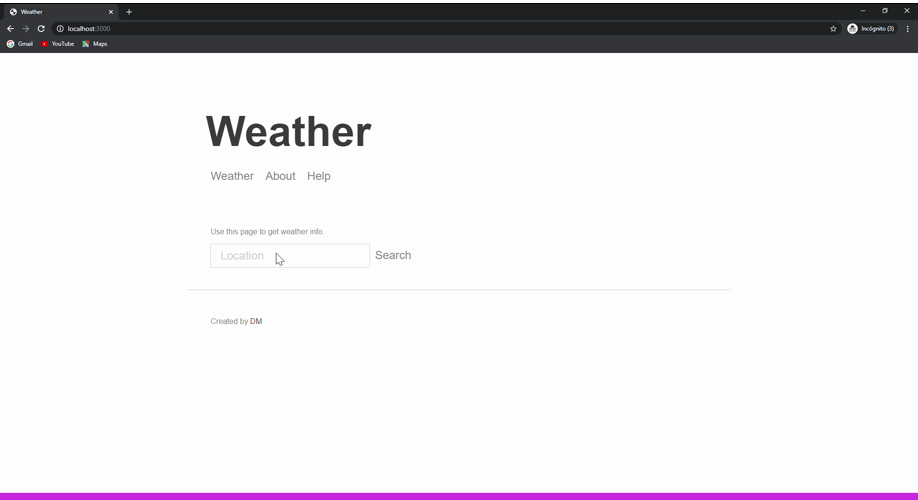 Weather
localhost:3000
Incógnito (3)
Gmail YouTube Maps
Weather
Weather About Help
Use this page to get weather info.
Location Search
Created by DM